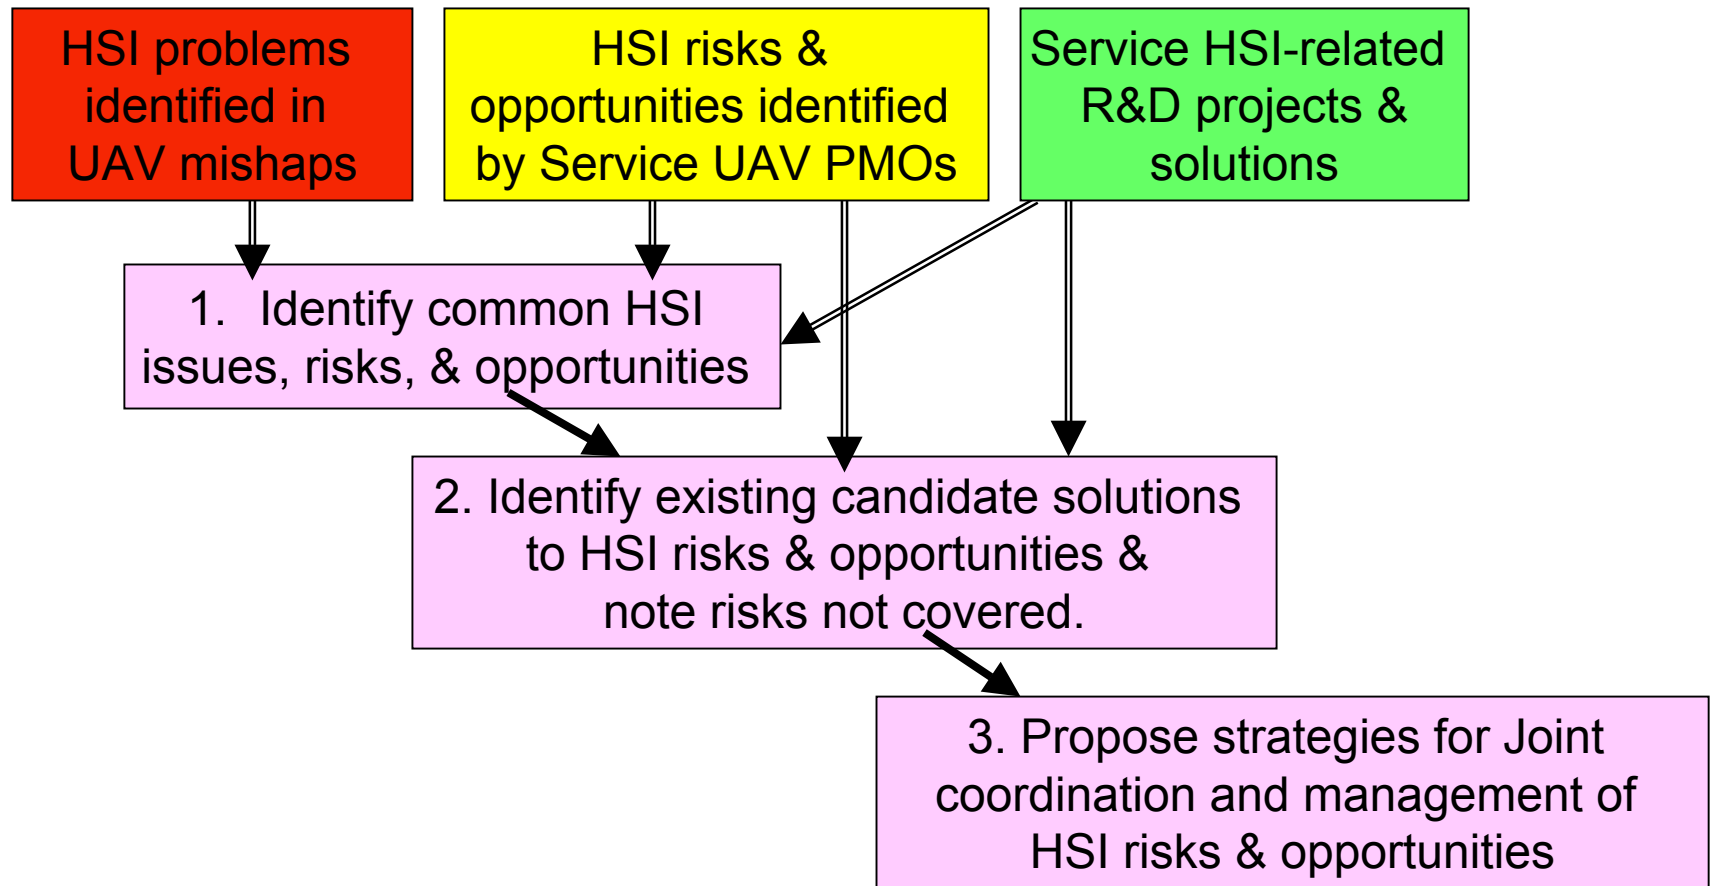 HSI problems
identified in
UAV mishaps
HSI risks &
opportunities identified
by Service UAV PMOs
Service HSI-related
R&D projects &
solutions
1. Identify common HSI
issues, risks, & opportunities
2. Identify existing candidate solutions
to HSI risks & opportunities &
note risks not covered.
3. Propose strategies for Joint
coordination and management of
HSI risks & opportunities